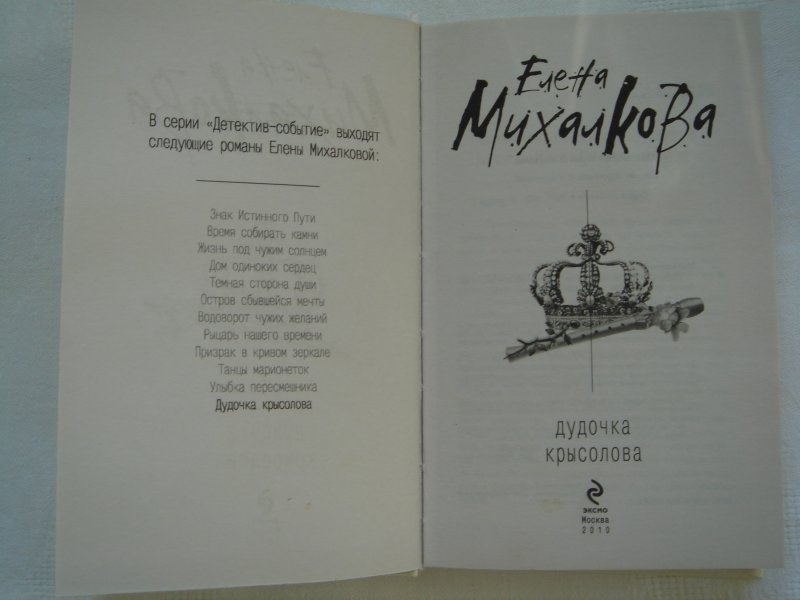 В серии «Детектив-событие» выходят
следующие романы Елены Михалковой:
Знак Истинного Пути
Время собирать камни
Жизнь под чужим солнцем
Дом одиноких сердец
Темная сторона души
Остров сбывшейся мечты
Водоворот чужих желаний
Рыцарь нашего времени
Призрак в кривом зеркале
Танцы марионеток
Улыбка пересмешника
Дудочка крысолова
Елена
Михалкова
дудочка
крысолова
ЭКСМО
Москва
2010